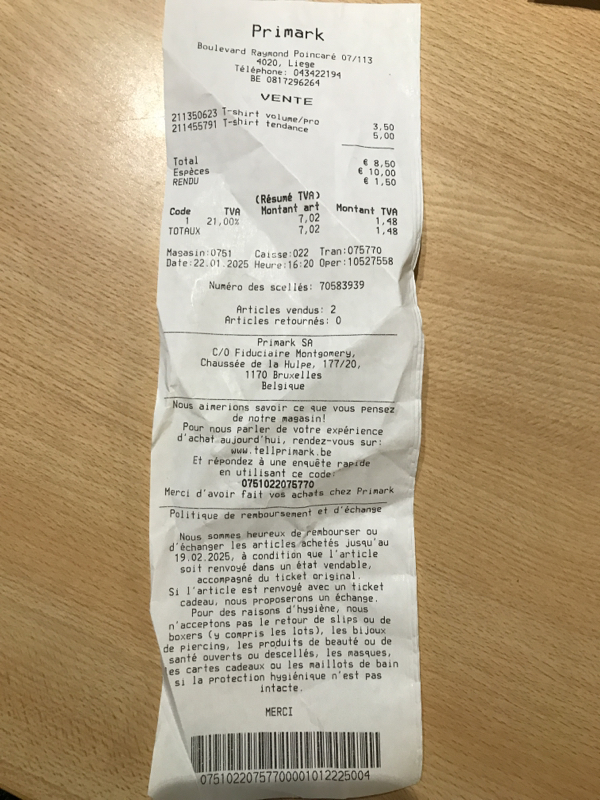 Primark
Boulevard Raymond Poincaré 07/113
4020, Liege
Téléphone: 043422194
BE 0817296264
VENTE
211350623 T-shirt volume/pro 3,50
211455791 T-shirt tendance 5,00
Total € 8,50
Espèces € 10,00
RENDU € 1,50
(Résumé TVA)
Code TVA Montant art Montant TVA
1 21,00% 7,02 1,48
TOTAUX 7,02 1,48
Magasin:0751 Caisse:022 Tran:075770
Date:22.01.2025 Heure:16:20 Oper:10527558
Numéro des scellés: 70583939
Articles vendus: 2
Articles retournés: 0
Primark SA
C/O Fiduciaire Montgomery,
Chaussée de la Hulpe, 177/20,
1170 Bruxelles
Belgique
Nous aimerions savoir ce que vous pensez
de notre magasin!
Pour nous parler de votre expérience
d'achat aujourd'hui, rendez-vous sur:
www.tellprimark.be
Et répondez à une enquête rapide
en utilisant ce code:
0751022075770
Merci d'avoir fait vos achats chez Primark
Politique de remboursement et d'échange
Nous sommes heureux de rembourser ou
d'échanger les articles achetés jusqu'au
19.02.2025, à condition que l'article
soit renvoyé dans un état vendable,
accompagné du ticket original.
Si l'article est renvoyé avec un ticket
cadeau, nous proposerons un échange.
Pour des raisons d'hygiène, nous
n'acceptons pas le retour de slips ou de
boxers (y compris les lots), les bijoux
de piercing, les produits de beauté ou de
santé ouverts ou descellés, les masques,
es cartes cadeaux ou les maillots de bain
si la protection hygiénique n'est pas
intacte.
MERCI
07510220757700001012225004